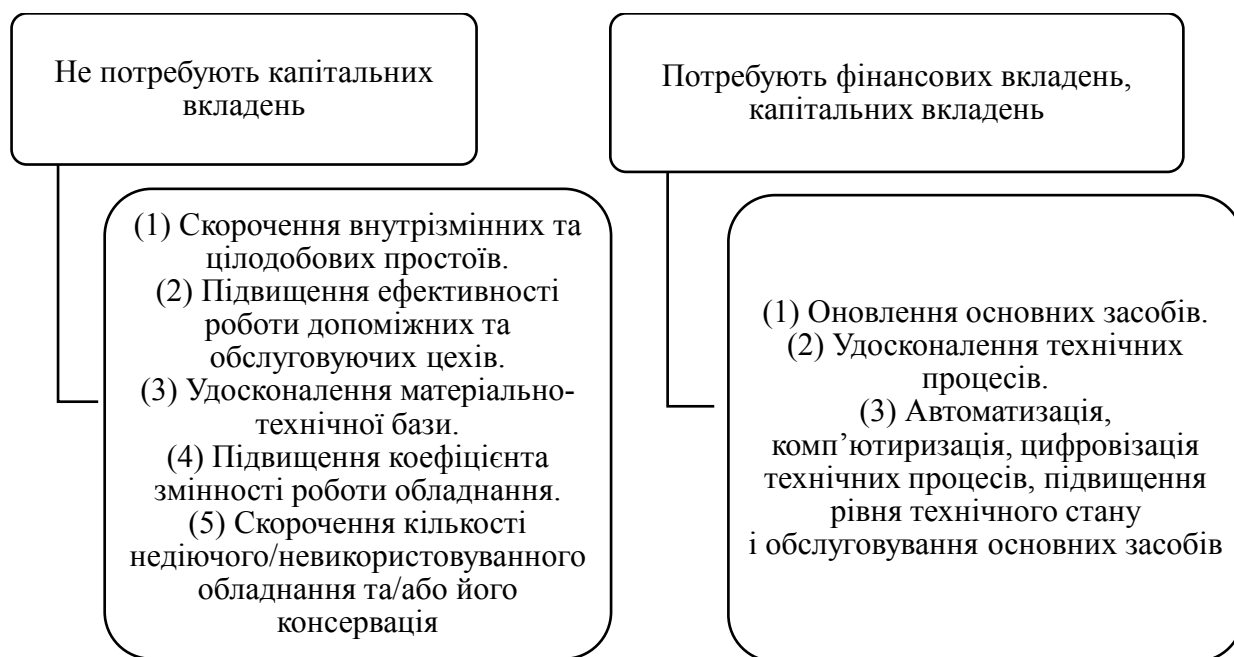 Не потребують капітальних
вкладень
(1) Скорочення внутрізмінних та
цілодобових простоїв.
(2) Підвищення ефективності
роботи допоміжних та
обслуговуючих цехів.
(3) Удосконалення матеріально-
технічної бази.
(4) Підвищення коефіцієнта
змінності роботи обладнання.
(5) Скорочення кількості
недіючого/невикористовуванного
обладнання та/або його
консервація
Потребують фінансових вкладень,
капітальних вкладень
(1) Оновлення основних засобів.
(2) Удосконалення технічних
процесів.
(3) Автоматизація,
комп’ютиризація, цифровізація
технічних процесів, підвищення
рівня технічного стану
і обслуговування основних засобів